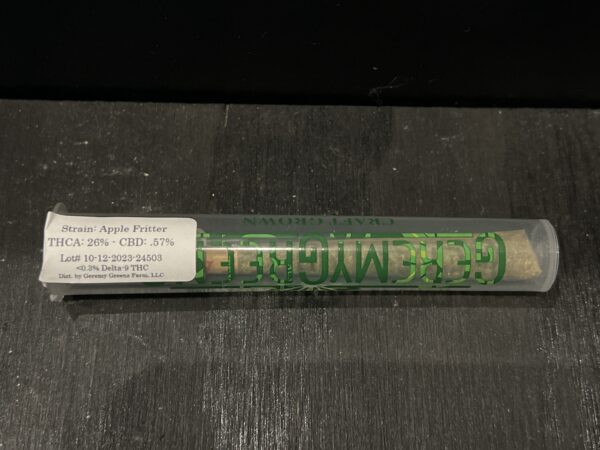 Strain: Apple Fritter
THCA: 26% - CBD: .57%
Lot# 10-12-2023-24503
<0.3% Delta-9 THC
Dist. by Geremy Greens Farm, LLC
CRAFT GROWN
GEREMYGREE